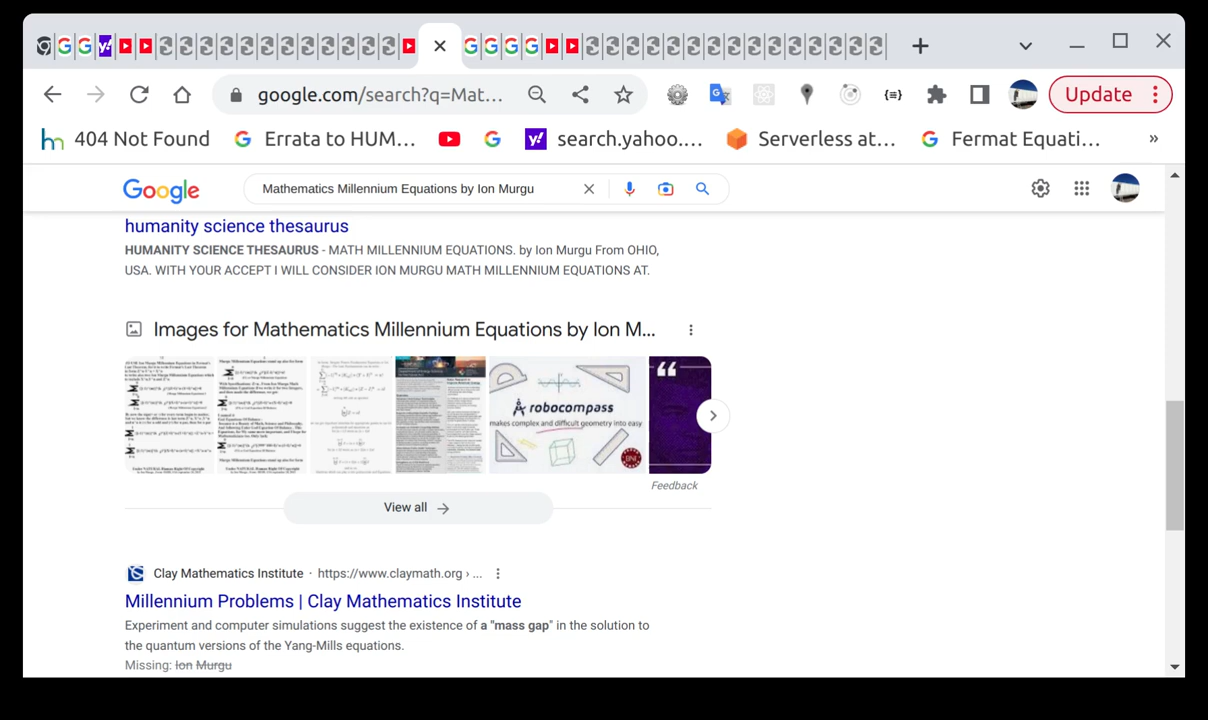 google.com/search?q=Mat...
Update
404 Not Found
Errata to HUM...
search.yahoo....
Serverless at...
Fermat Equati...
»
Google
Mathematics Millennium Equations by Ion Murgu
humanity science thesaurus
HUMANITY SCIENCE THESAURUS - MATH MILLENNIUM EQUATIONS. by Ion Murgu From OHIO,
USA. WITH YOUR ACCEPT I WILL CONSIDER ION MURGU MATH MILLENNIUM EQUATIONS AT.
Images for Mathematics Millennium Equations by Ion M...
robocompass
makes complex and difficult geometry into easy
Feedback
View all
Clay Mathematics Institute · https://www.claymath.org › ...
Millennium Problems | Clay Mathematics Institute
Experiment and computer simulations suggest the existence of a "mass gap" in the solution to
the quantum versions of the Yang-Mills equations.
Missing: Ion Murgu